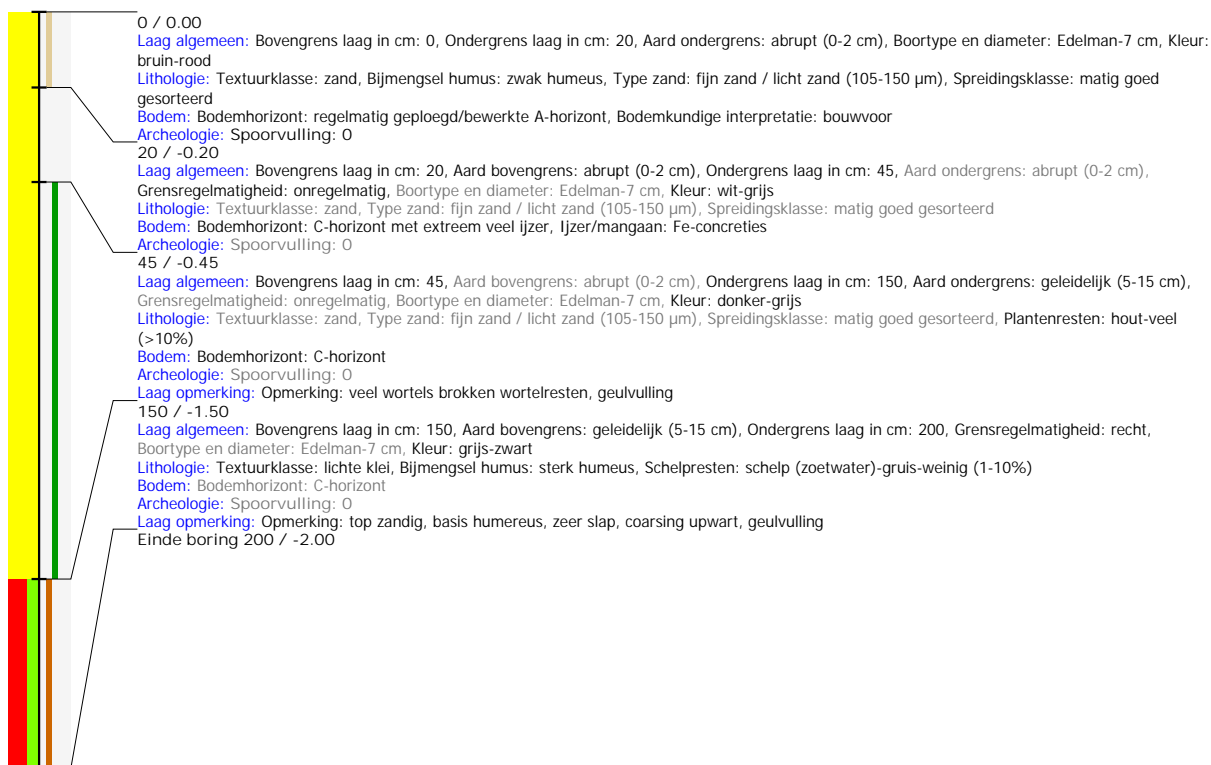 0 / 0.00
Laag algemeen: Bovengrens laag in cm: 0, Ondergrens laag in cm: 20, Aard ondergrens: abrupt (0-2 cm), Boortype en diameter: Edelman-7 cm, Kleur:
bruin-rood
Lithologie: Textuurklasse: zand, Bijmengsel humus: zwak humeus, Type zand: fijn zand / licht zand (105-150 µm), Spreidingsklasse: matig goed
gesorteerd
Bodem: Bodemhorizont: regelmatig geploegd/bewerkte A-horizont, Bodemkundige interpretatie: bouwvoor
Archeologie: Spoorvulling: 0
20 / -0.20
Laag algemeen: Bovengrens laag in cm: 20, Aard bovengrens: abrupt (0-2 cm), Ondergrens laag in cm: 45, Aard ondergrens: abrupt (0-2 cm),
Grensregelmatigheid: onregelmatig, Boortype en diameter: Edelman-7 cm, Kleur: wit-grijs
Lithologie: Textuurklasse: zand, Type zand: fijn zand / licht zand (105-150 µm), Spreidingsklasse: matig goed gesorteerd
Bodem: Bodemhorizont: C-horizont met extreem veel ijzer, Ijzer/mangaan: Fe-concreties
Archeologie: Spoorvulling: 0
45 / -0.45
Laag algemeen: Bovengrens laag in cm: 45, Aard bovengrens: abrupt (0-2 cm), Ondergrens laag in cm: 150, Aard ondergrens: geleidelijk (5-15 cm),
Grensregelmatigheid: onregelmatig, Boortype en diameter: Edelman-7 cm, Kleur: donker-grijs
Lithologie: Textuurklasse: zand, Type zand: fijn zand / licht zand (105-150 µm), Spreidingsklasse: matig goed gesorteerd, Plantenresten: hout-veel
(>10%)
Bodem: Bodemhorizont: C-horizont
Archeologie: Spoorvulling: 0
Laag opmerking: Opmerking: veel wortels brokken wortelresten, geulvulling
150 / -1.50
Laag algemeen: Bovengrens laag in cm: 150, Aard bovengrens: geleidelijk (5-15 cm), Ondergrens laag in cm: 200, Grensregelmatigheid: recht,
Boortype en diameter: Edelman-7 cm, Kleur: grijs-zwart
Lithologie: Textuurklasse: lichte klei, Bijmengsel humus: sterk humeus, Schelpresten: schelp (zoetwater)-gruis-weinig (1-10%)
Bodem: Bodemhorizont: C-horizont
Archeologie: Spoorvulling: 0
Laag opmerking: Opmerking: top zandig, basis humereus, zeer slap, coarsing upwart, geulvulling
Einde boring 200 / -2.00